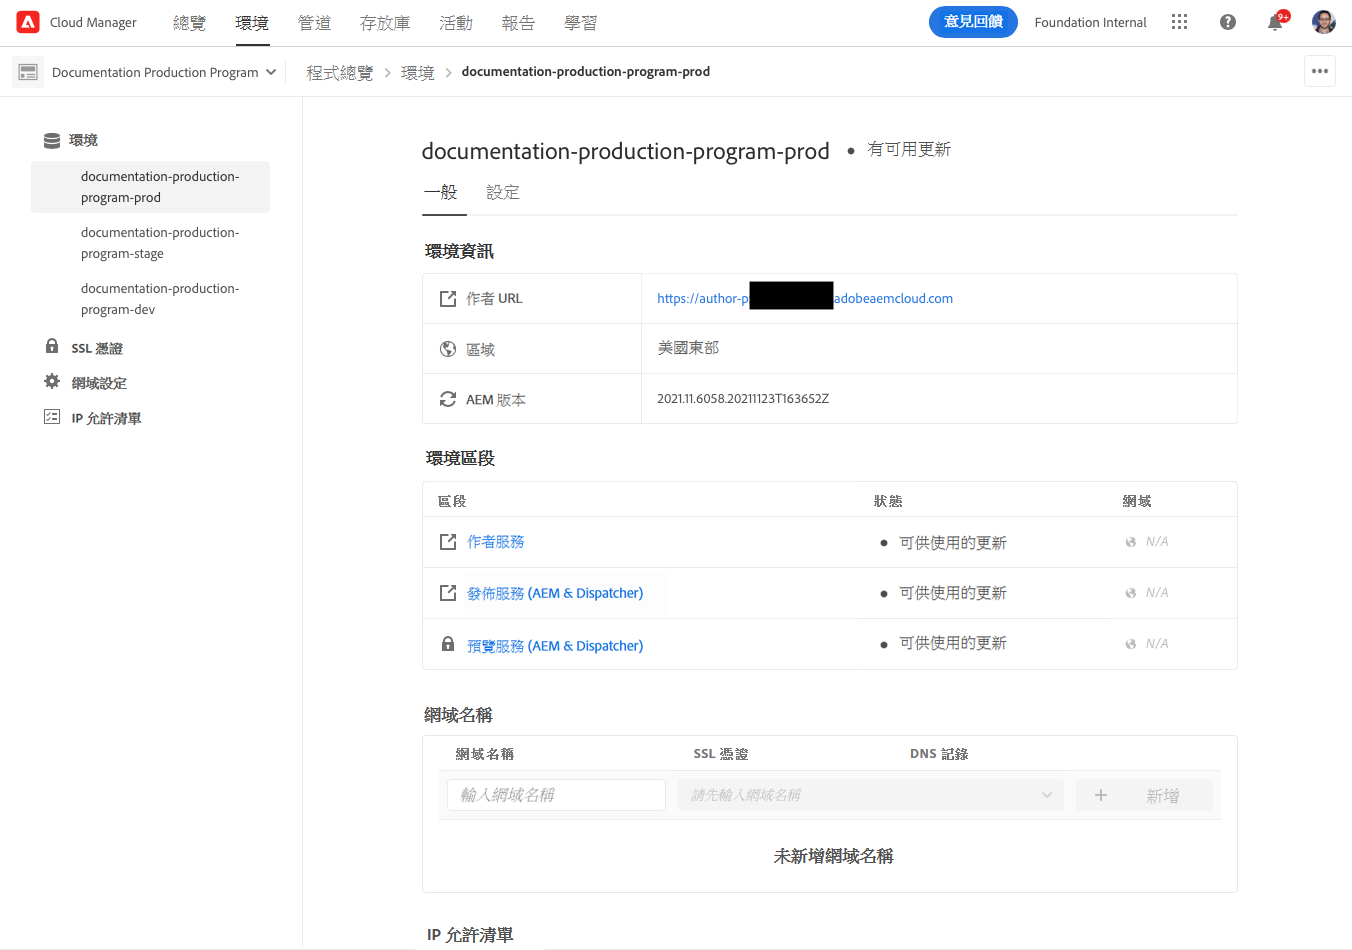 Cloud Manager 總覽 環境 管道 存放庫 活動 報告 學習 意見回饋 Foundation Internal 9+
Documentation Production Program 程式總覽 環境 documentation-production-program-prod
環境
documentation-production-
program-prod
documentation-production-
program-stage
documentation-production-
program-dev
SSL 憑證
網域設定
IP 允許清單
documentation-production-program-prod • 有可用更新
一般 設定
環境資訊
作者 URL https://author-p adobeaemcloud.com
區域 美國東部
AEM 版本 2021.11.6058.20211123T163652Z
環境區段
區段 狀態 網域
作者服務 • 可供使用的更新 N/A
發佈服務 (AEM & Dispatcher) • 可供使用的更新 N/A
預覽服務 (AEM & Dispatcher) • 可供使用的更新 N/A
網域名稱
網域名稱 SSL 憑證 DNS 記錄
輸入網域名稱 請先輸入網域名稱 + 新增
未新增網域名稱
IP 允許清單